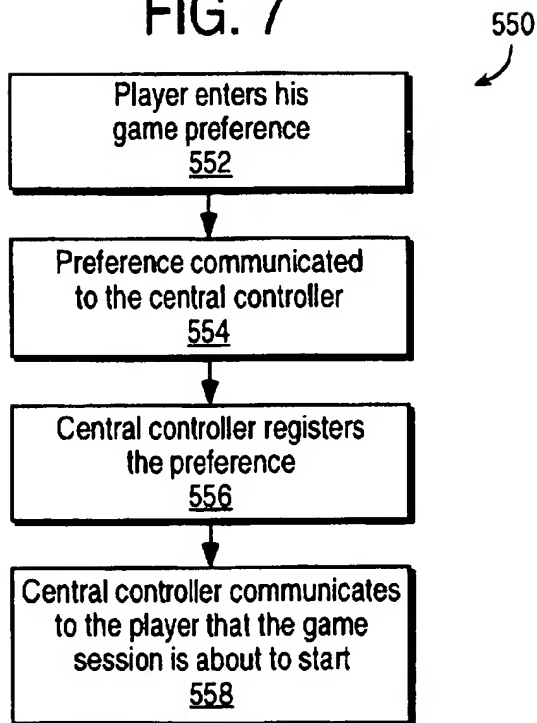 FIG. 7
550
Player enters his
game preference
552
Preference communicated
to the central controller
554
Central controller registers
the preference
556
Central controller communicates
to the player that the game
session is about to start
558